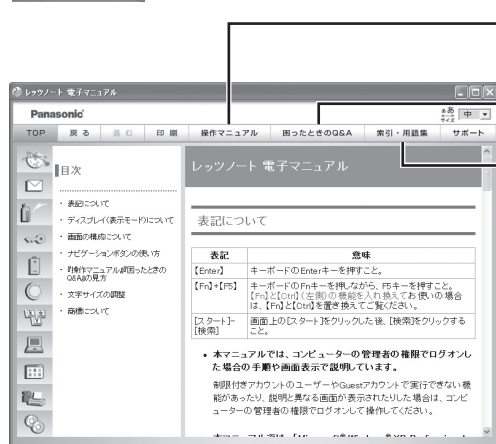 レッツノート 電子マニュアル
Panasonic
あ⇔あ
サイズ
中
TOP 戻る 進む 印刷 操作マニュアル 困ったときのQ&A 索引・用語集 サポート
目次
・ 表記について
・ ディスプレイ(表示モード)について
・ 画面の構成について
・ ナビゲーションボタンの使い方
・ 『操作マニュアル』『困ったときの
Q&A』の見方
・ 文字サイズの調整
・ 商標について
レッツノート 電子マニュアル
表記について
表記 意味
【Enter】 キーボードのEnterキーを押すこと。
【Fn】+【F5】 キーボードのFnキーを押しながら、F5キーを押すこと。
【Fn】と【Ctrl】(左側)の機能を入れ換えてお使いの場合
は、【Fn】と【Ctrl】を置き換えてご覧ください。
[スタート]-
[検索]
画面上の[スタート]をクリックした後、[検索]をクリックする
こと。
• 本マニュアルでは、コンピューターの管理者の権限でログオンし
た場合の手順や画面表示で説明しています。
制限付きアカウントのユーザーやGuestアカウントで実行できない機
能があったり、説明と異なる画面が表示されたりした場合は、コンピ
ューターの管理者の権限でログオンして操作してください。